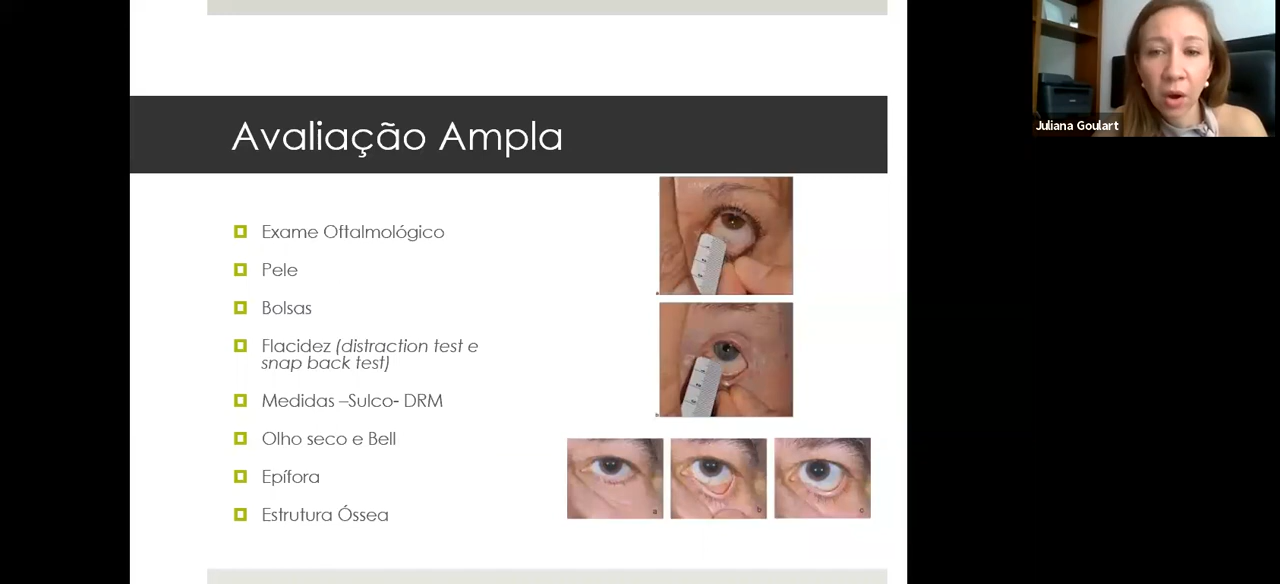 Avaliação Ampla
Exame Oftalmológico
Pele
Bolsas
Flacidez (distraction test e
snap back test)
Medidas –Sulco- DRM
Olho seco e Bell
Epífora
Estrutura Óssea
a
b
c
Juliana Goulart